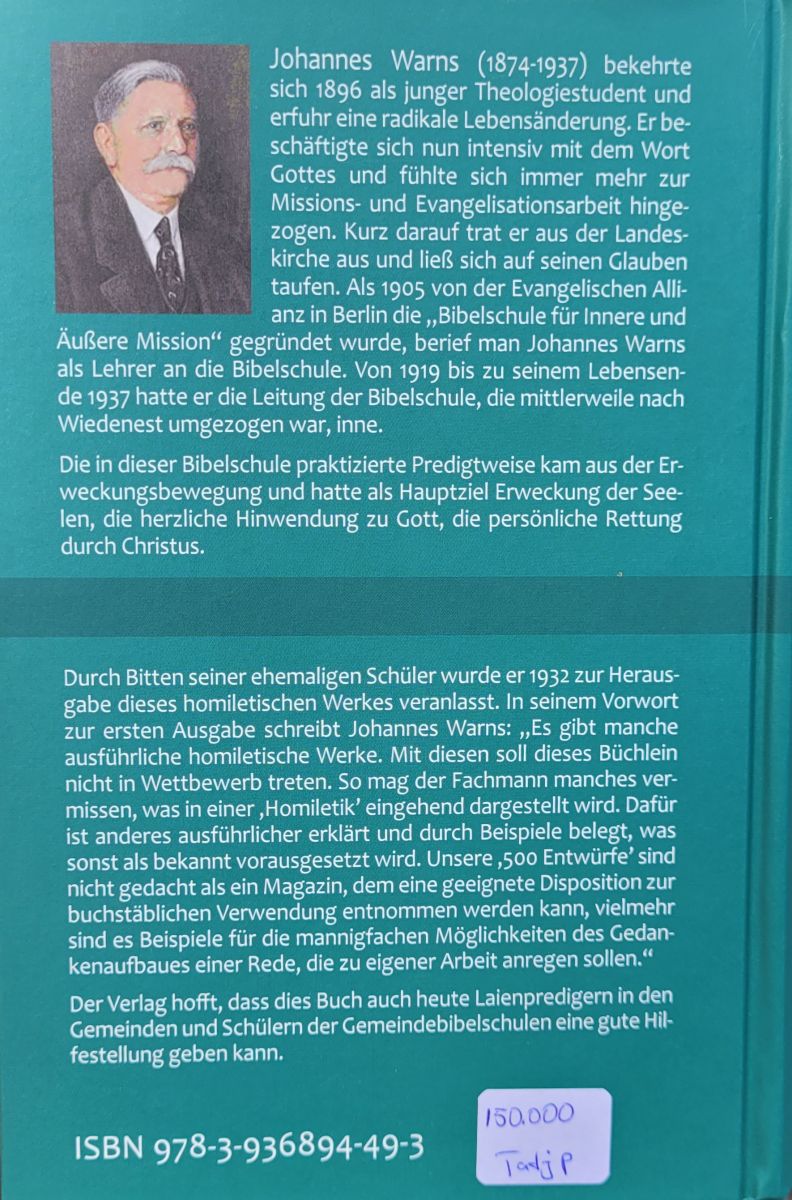 Johannes Warns (1874-1937) bekehrte
sich 1896 als junger Theologiestudent und
erfuhr eine radikale Lebensänderung. Er be-
schäftigte sich nun intensiv mit dem Wort
Gottes und fühlte sich immer mehr zur
Missions- und Evangelisationsarbeit hinge-
zogen. Kurz darauf trat er aus der Landes-
kirche aus und ließ sich auf seinen Glauben
taufen. Als 1905 von der Evangelischen Alli-
anz in Berlin die „Bibelschule für Innere und
Äußere Mission“ gegründet wurde, berief man Johannes Warns
als Lehrer an die Bibelschule. Von 1919 bis zu seinem Lebensen-
de 1937 hatte er die Leitung der Bibelschule, die mittlerweile nach
Wiedenest umgezogen war, inne.
Die in dieser Bibelschule praktizierte Predigtweise kam aus der Er-
weckungsbewegung und hatte als Hauptziel Erweckung der See-
len, die herzliche Hinwendung zu Gott, die persönliche Rettung
durch Christus.
Durch Bitten seiner ehemaligen Schüler wurde er 1932 zur Heraus-
gabe dieses homiletischen Werkes veranlasst. In seinem Vorwort
zur ersten Ausgabe schreibt Johannes Warns: „Es gibt manche
ausführliche homiletische Werke. Mit diesen soll dieses Büchlein
nicht in Wettbewerb treten. So mag der Fachmann manches ver-
missen, was in einer ‚Homiletik’ eingehend dargestellt wird. Dafür
ist anderes ausführlicher erklärt und durch Beispiele belegt, was
sonst als bekannt vorausgesetzt wird. Unsere ‚500 Entwürfe’ sind
nicht gedacht als ein Magazin, dem eine geeignete Disposition zur
buchstäblichen Verwendung entnommen werden kann, vielmehr
sind es Beispiele für die mannigfachen Möglichkeiten des Gedan-
kenaufbaues einer Rede, die zu eigener Arbeit anregen sollen.“
Der Verlag hofft, dass dies Buch auch heute Laienpredigern in den
Gemeinden und Schülern der Gemeindebibelschulen eine gute Hil-
festellung geben kann.
ISBN 978-3-936894-49-3
150.000